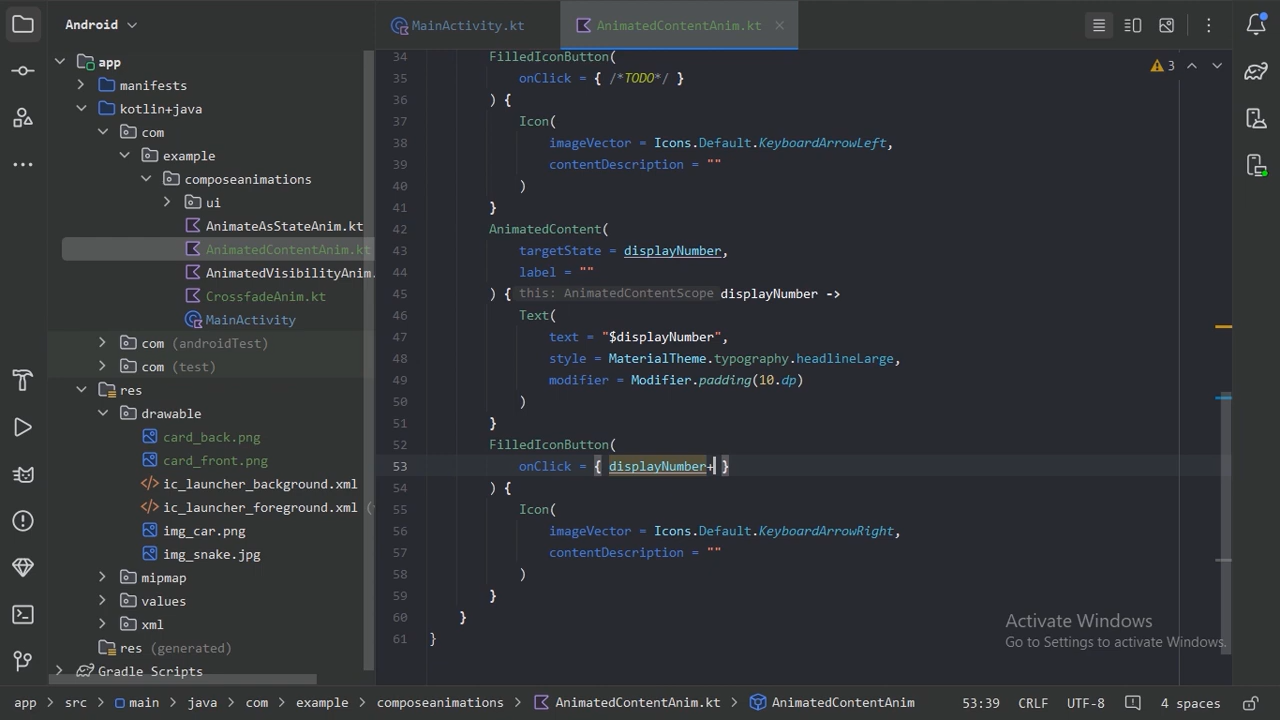 Android
MainActivity.kt
AnimatedContentAnim.kt
app
manifests
kotlin+java
com
example
composeanimations
ui
AnimateAsStateAnim.kt
AnimatedContentAnim.kt
AnimatedVisibilityAnim.
CrossfadeAnim.kt
MainActivity
com (androidTest)
com (test)
res
drawable
card_back.png
card_front.png
ic_launcher_background.xml
ic_launcher_foreground.xml
img_car.png
img_snake.jpg
mipmap
values
xml
res (generated)
Gradle Scripts
3
34 FilledIconButton(
35 onClick = { /*TODO*/ }
36 ) {
37 Icon(
38 imageVector = Icons.Default.KeyboardArrowLeft,
39 contentDescription = ""
40 )
41 }
42 AnimatedContent(
43 targetState = displayNumber,
44 label = ""
45 ) { this: AnimatedContentScope displayNumber ->
46 Text(
47 text = "$displayNumber",
48 style = MaterialTheme.typography.headlineLarge,
49 modifier = Modifier.padding(10.dp)
50 )
51 }
52 FilledIconButton(
53 onClick = { displayNumber+ }
54 ) {
55 Icon(
56 imageVector = Icons.Default.KeyboardArrowRight,
57 contentDescription = ""
58 )
59 }
60 }
61 }
Activate Windows
Go to Settings to activate Windows.
app src main java com example composeanimations AnimatedContentAnim.kt AnimatedContentAnim 53:39 CRLF UTF-8 4 spaces